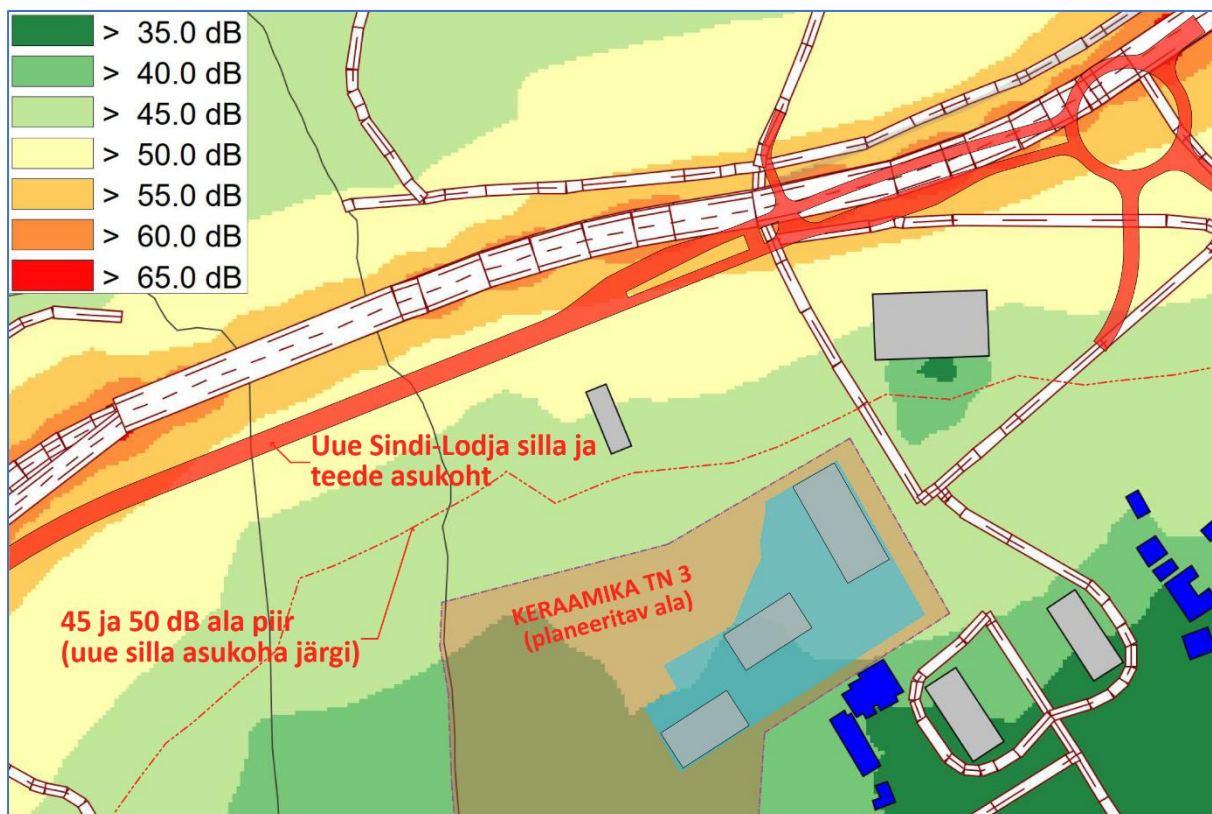 > 35.0 dB
> 40.0 dB
> 45.0 dB
> 50.0 dB
> 55.0 dB
> 60.0 dB
> 65.0 dB
Uue Sindi-Lodja silla ja
teede asukoht
45 ja 50 dB ala piir
(uue silla asukoha järgi)
KERAAMIKA TN 3
(planeeritav ala)